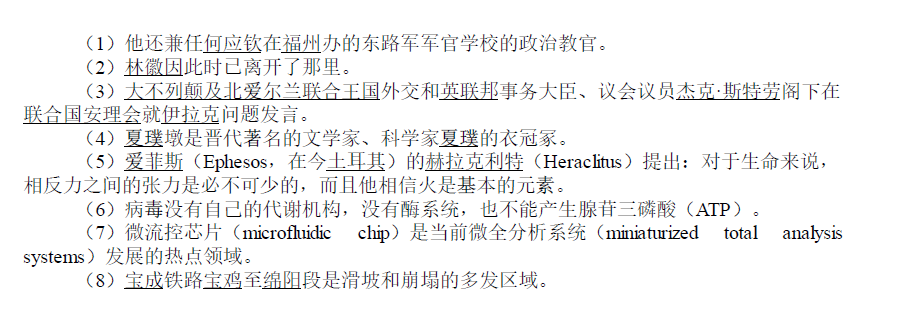 （1）他还兼任何应钦在福州办的东路军军官学校的政治教官。
（2）林徽因此时已离开了那里。
（3）大不列颠及北爱尔兰联合王国外交和英联邦事务大臣、议会议员杰克·斯特劳阁下在
联合国安理会就伊拉克问题发言。
（4）夏璞墩是晋代著名的文学家、科学家夏璞的衣冠冢。
（5）爱菲斯（Ephesos，在今土耳其）的赫拉克利特（Heraclitus）提出：对于生命来说，
相反力之间的张力是必不可少的，而且他相信火是基本的元素。
（6）病毒没有自己的代谢机构，没有酶系统，也不能产生腺苷三磷酸（ATP）。
（7）微流控芯片（microfluidic chip）是当前微全分析系统（miniaturized total analysis
systems）发展的热点领域。
（8）宝成铁路宝鸡至绵阳段是滑坡和崩塌的多发区域。